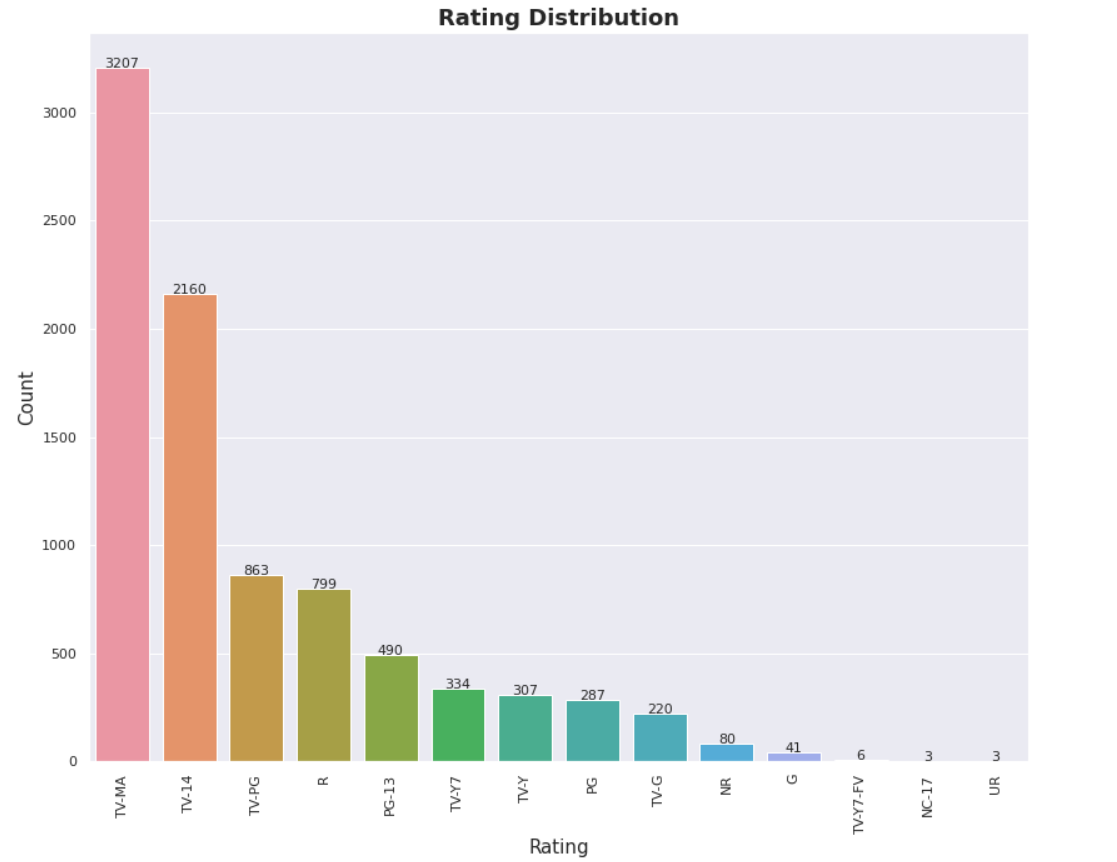 Rating Distribution
3207
2160
863
799
490
334
307
287
220
80
41
6
3
3
3000
2500
2000
1500
1000
500
0
Count
TV-MA
TV-14
TV-PG
R
PG-13
TV-Y7
TV-Y
PG
TV-G
NR
G
TV-Y7-FV
NC-17
UR
Rating